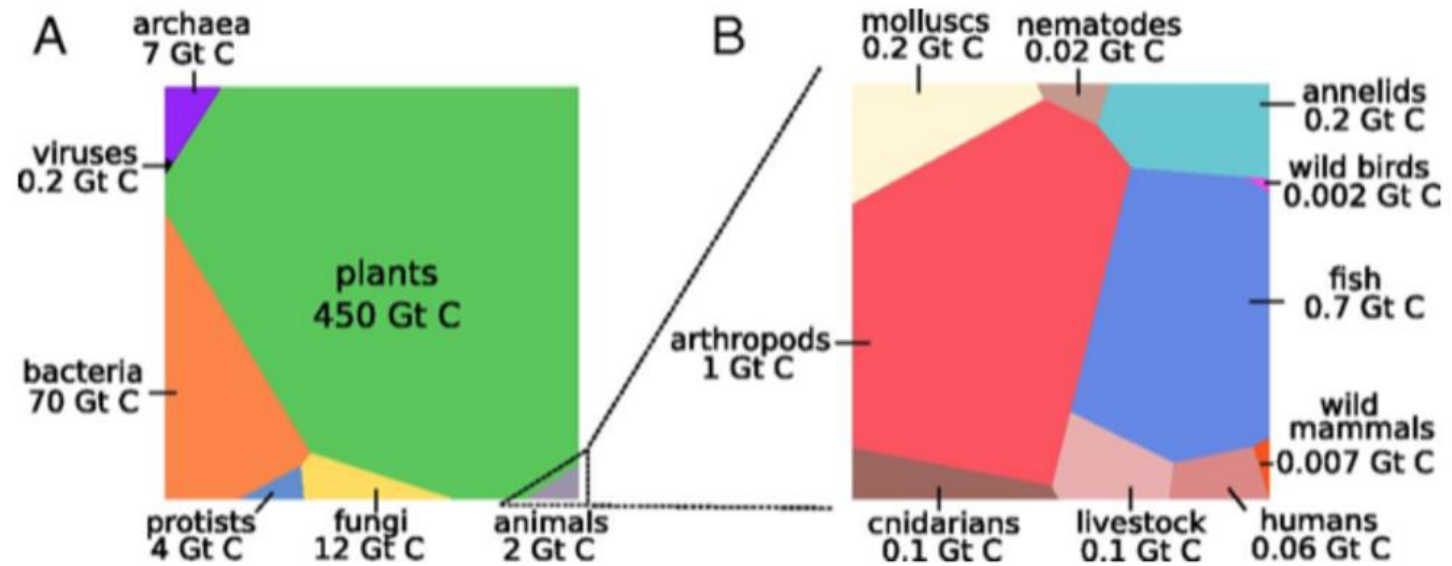 A
archaea
7 Gt C
viruses
0.2 Gt C
plants
450 Gt C
bacteria
70 Gt C
protists
4 Gt C
fungi
12 Gt C
animals
2 Gt C
B
molluscs
0.2 Gt C
nematodes
0.02 Gt C
annelids
0.2 Gt C
wild birds
0.002 Gt C
fish
0.7 Gt C
arthropods
1 Gt C
wild
mammals
0.007 Gt C
cnidarians
0.1 Gt C
livestock
0.1 Gt C
humans
0.06 Gt C